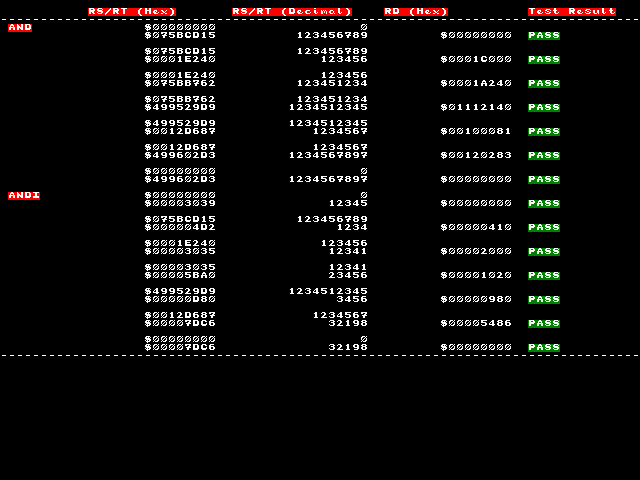 RS/RT (Hex) RS/RT (Decimal) RD (Hex) Test Result
AND $00000000 0
$075BCD15 123456789 $00000000 PASS
$075BCD15 123456789
$0001E240 123456 $0001C000 PASS
$0001E240 123456
$075BB762 123451234 $0001A240 PASS
$075BB762 123451234
$499529D9 1234512345 $01112140 PASS
$499529D9 1234512345
$0012D687 1234567 $00100081 PASS
$0012D687 1234567
$499602D3 1234567897 $00120283 PASS
$00000000 0
$499602D3 1234567897 $00000000 PASS
ANDI $00000000 0
$00003039 12345 $00000000 PASS
$075BCD15 123456789
$000004D2 1234 $00000410 PASS
$0001E240 123456
$00003035 12341 $00002000 PASS
$00003035 12341
$00005BA0 23456 $00001020 PASS
$499529D9 1234512345
$00000D80 3456 $00000980 PASS
$0012D687 1234567
$00007DC6 32198 $00005486 PASS
$00000000 0
$00007DC6 32198 $00000000 PASS